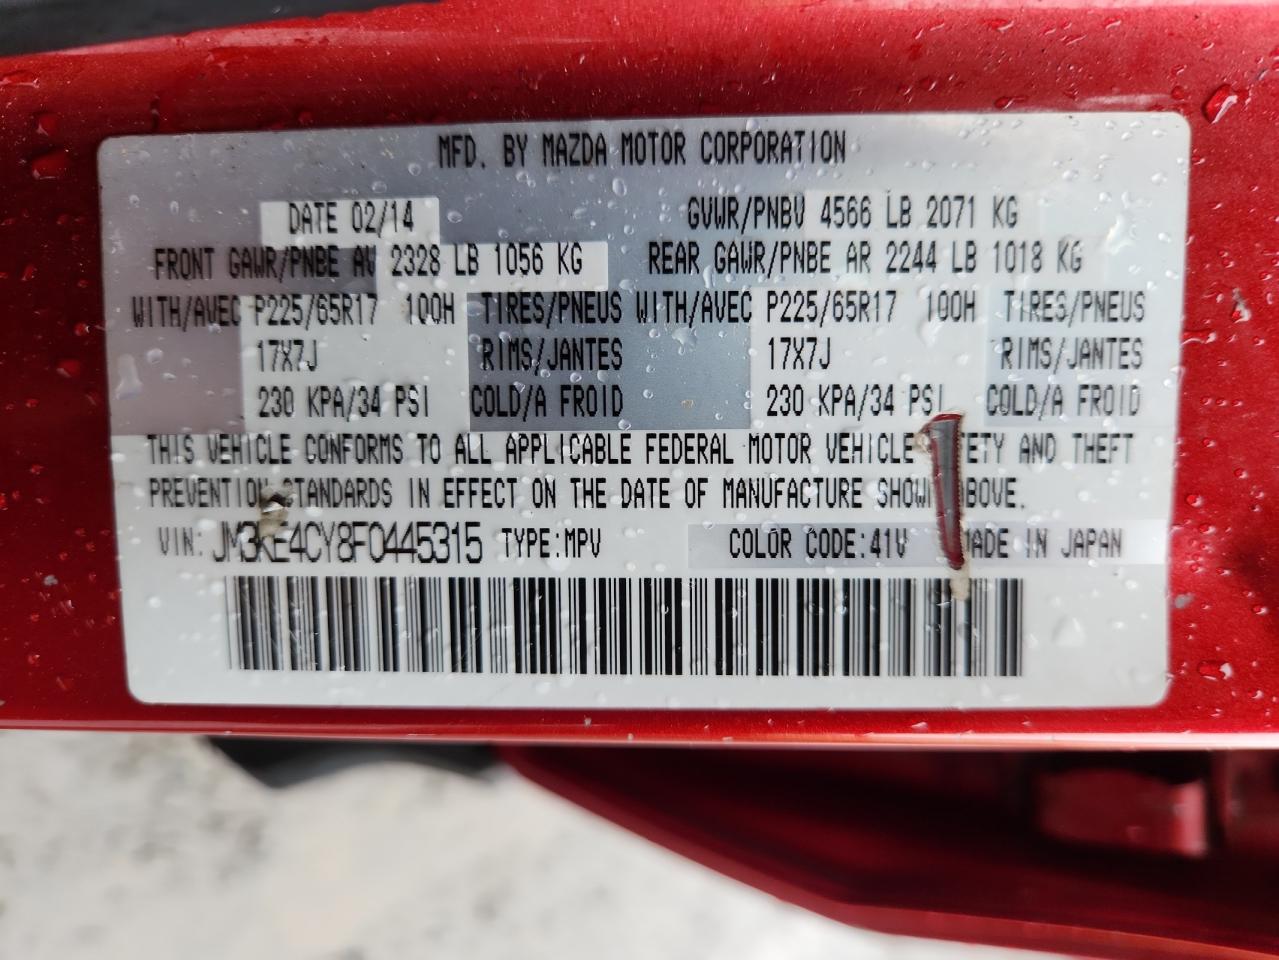 MFD. BY MAZDA MOTOR CORPORATION
DATE 02/14 GVWR/PNBV 4566 LB 2071 KG
FRONT GAWR/PNBE AV 2328 LB 1056 KG REAR GAWR/PNBE AR 2244 LB 1018 KG
WITH/AVEC P225/65R17 100H TIRES/PNEUS WITH/AVEC P225/65R17 100H TIRES/PNEUS
17X7J RIMS/JANTES 17X7J RIMS/JANTES
230 KPA/34 PSI COLD/A FROID 230 KPA/34 PSI COLD/A FROID
THIS VEHICLE CONFORMS TO ALL APPLICABLE FEDERAL MOTOR VEHICLE SAFETY AND THEFT
PREVENTION STANDARDS IN EFFECT ON THE DATE OF MANUFACTURE SHOWN ABOVE.
VIN: JM3KE4CY8F0445315 TYPE:MPV COLOR CODE:41V MADE IN JAPAN